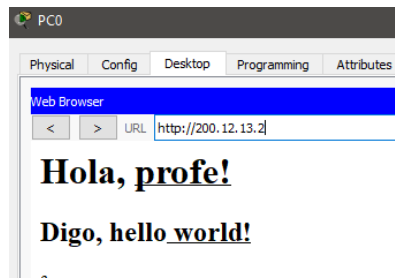 PC0
Physical Config Desktop Programming Attributes
Web Browser
< > URL http://200.12.13.2
Hola, profe!
Digo, hello world!